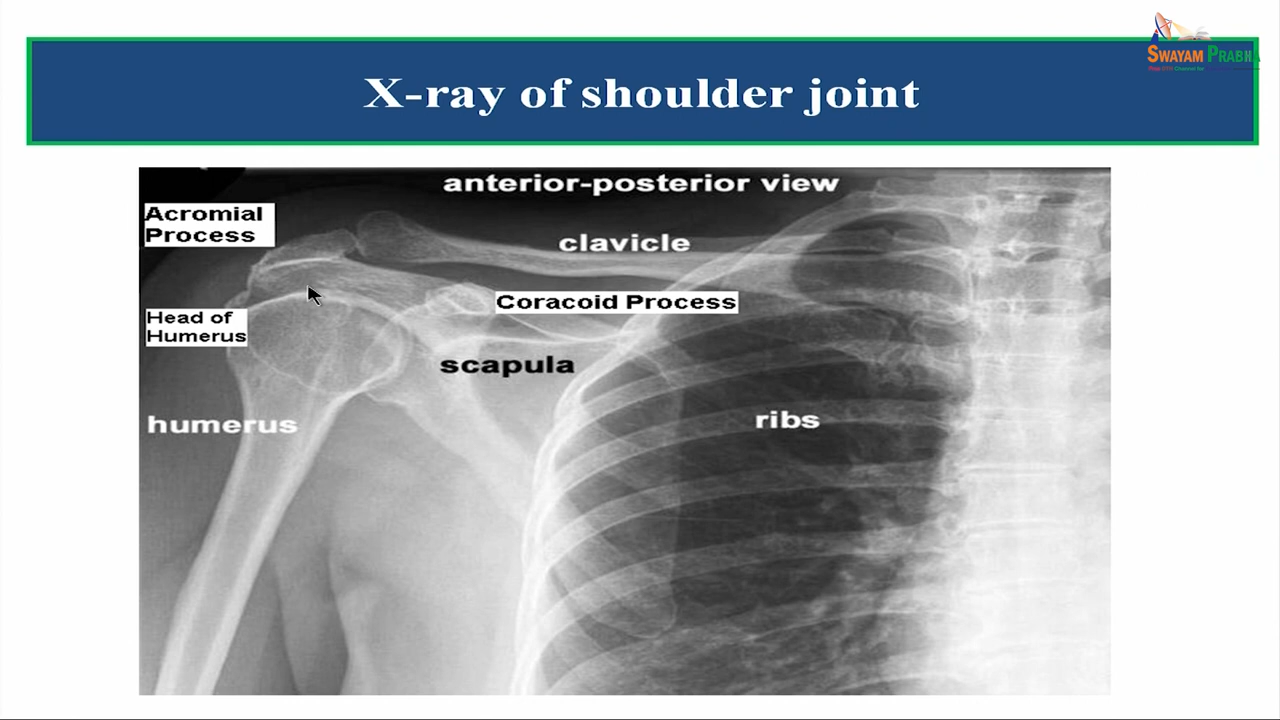 SWAYAM PRABHA
X-ray of shoulder joint
anterior-posterior view
Acromial
Process
clavicle
Coracoid Process
Head of
Humerus
scapula
humerus
ribs